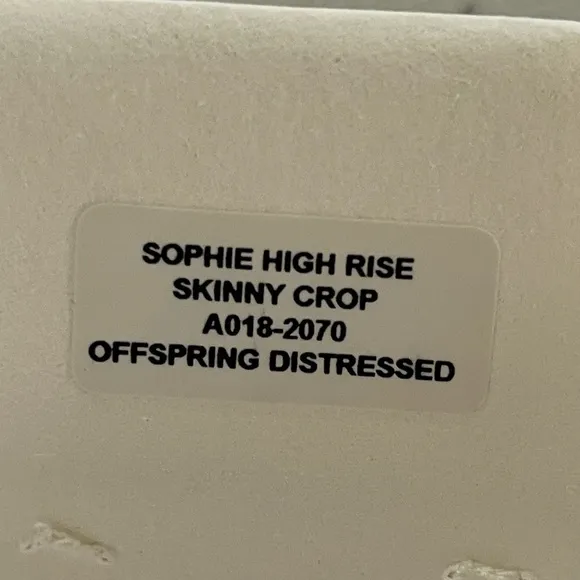 SOPHIE HIGH RISE
SKINNY CROP
A018-2070
OFFSPRING DISTRESSED